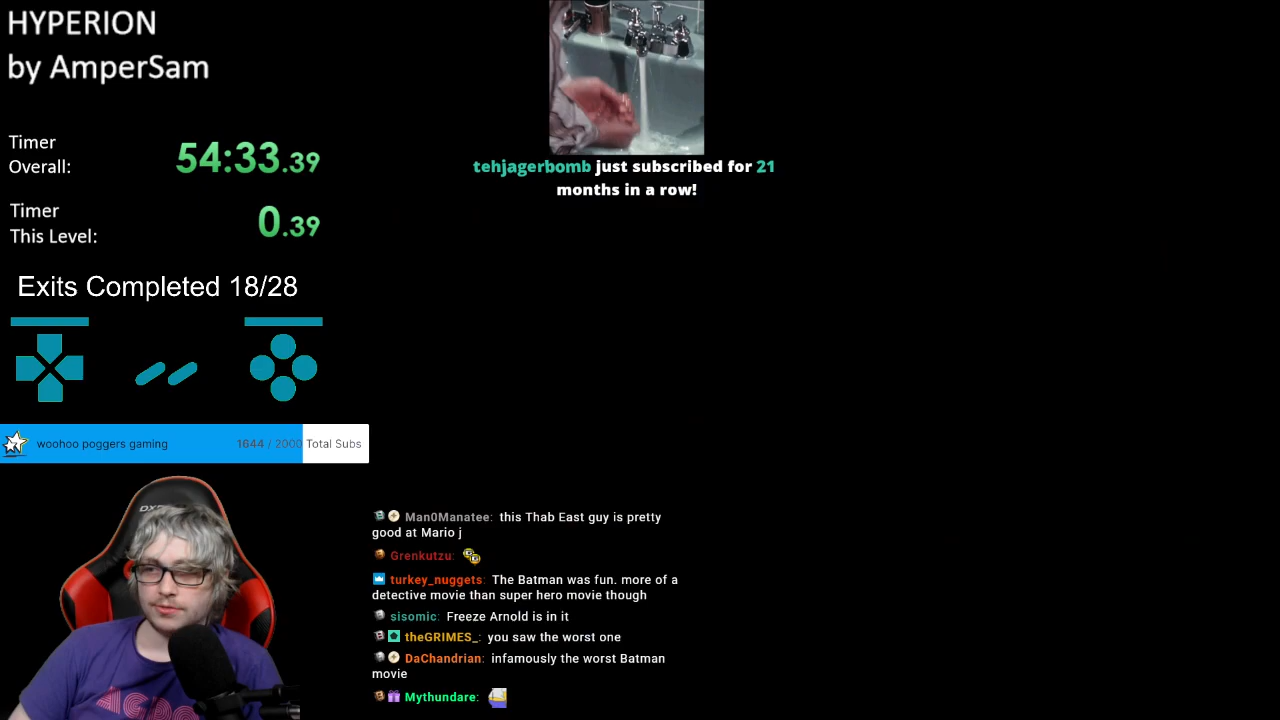 HYPERION
by AmperSam
Timer
Overall:
54:33.39
Timer
This Level:
0.39
Exits Completed 18/28
woohoo poggers gaming
1644 / 2000 Total Subs
tehjagerbomb just subscribed for 21
months in a row!
Man0Manatee: this Thab East guy is pretty
good at Mario j
Grenkutzu:
turkey_nuggets: The Batman was fun. more of a
detective movie than super hero movie though
sisomic: Freeze Arnold is in it
theGRIMES_: you saw the worst one
DaChandrian: infamously the worst Batman
movie
Mythundare: